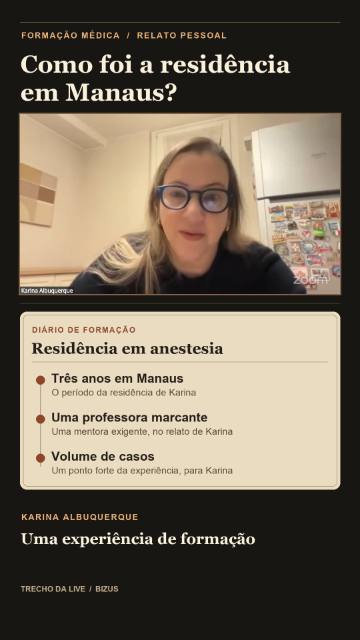 FORMAÇÃO MÉDICA / RELATO PESSOAL
Como foi a residência
em Manaus?
zoom
Karina Albuquerque
DIÁRIO DE FORMAÇÃO
Residência em anestesia
Três anos em Manaus
O período da residência de Karina
Uma professora marcante
Uma mentora exigente, no relato de Karina
Volume de casos
Um ponto forte da experiência, para Karina
KARINA ALBUQUERQUE
Uma experiência de formação
TRECHO DA LIVE / BIZUS